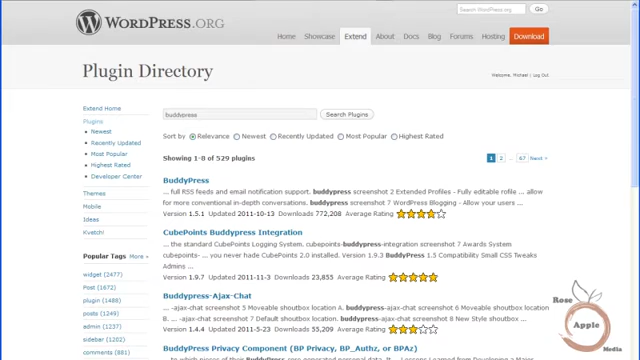 WORDPRESS.ORG
Search WordPress.org
Go
Home Showcase Extend About Docs Blog Forums Hosting Download
Plugin Directory
Welcome, Michael | Log Out
Extend Home
Plugins
Newest
Recently Updated
Most Popular
Highest Rated
Developer Center
Themes
Mobile
Ideas
Kvetch!
Popular Tags More »
widget (2477)
Post (1672)
plugin (1488)
posts (1249)
admin (1237)
sidebar (1202)
comments (881)
buddypress
Search Plugins
Sort by Relevance Newest Recently Updated Most Popular Highest Rated
Showing 1-8 of 529 plugins
1 2 ... 67 Next »
BuddyPress
... full RSS feeds and email notification support. buddypress screenshot 2 Extended Profiles - Fully editable rofile ... allow
for more conventional in-depth conversations. buddypress screenshot 7 WordPress Blogging - Allow your users ...
Version 1.5.1 Updated 2011-10-13 Downloads 772,208 Average Rating
CubePoints Buddypress Integration
... the standard CubePoints Logging System. cubepoints-buddypress-integration screenshot 7 Awards System
cubepoints-buddypress ... you never hade CubePoints 2.0 installed. Version 1.9.3 BuddyPress 1.5 Compatibility Small CSS Tweaks
Admins ...
Version 1.9.7 Updated 2011-11-3 Downloads 23,855 Average Rating
Buddypress-Ajax-Chat
... -ajax-chat screenshot 5 Moveable shoutbox location A. buddypress-ajax-chat screenshot 6 Moveable shoutbox location
B. ... -ajax-chat screenshot 7 Default shoutbox location. buddypress-ajax-chat screenshot 8 New Style shoutbox ...
Version 1.4.4 Updated 2011-5-23 Downloads 55,209 Average Rating
BuddyPress Privacy Component (BP Privacy, BP_Authz, or BPAz)
Rose
Apple
Media